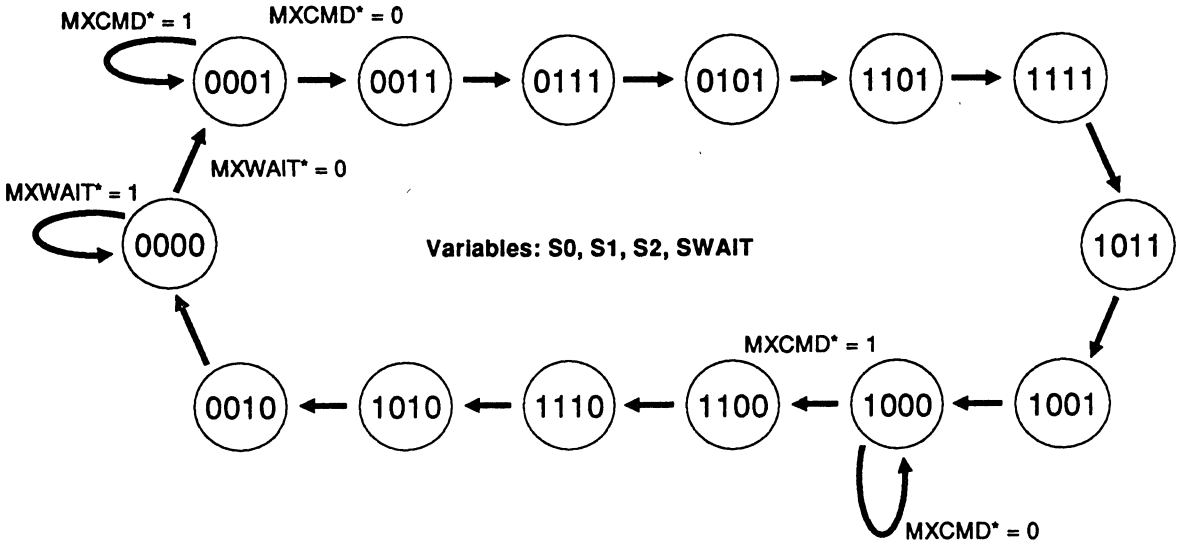 MXCMD* = 1
MXCMD* = 0
0001
0011
0111
0101
1101
1111
MXWAIT* = 0
MXWAIT* = 1
0000
Variables: S0, S1, S2, SWAIT
1011
MXCMD* = 1
0010
1010
1110
1100
1000
1001
MXCMD* = 0